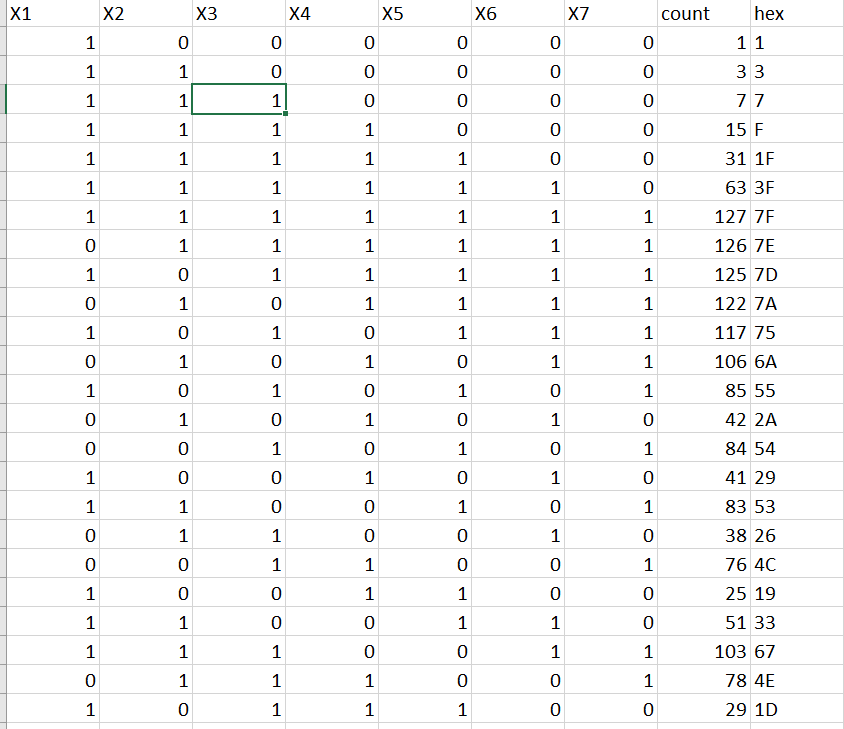 X1 X2 X3 X4 X5 X6 X7 count hex
1 0 0 0 0 0 0 1 1
1 1 0 0 0 0 0 3 3
1 1 1 0 0 0 0 7 7
1 1 1 1 0 0 0 15 F
1 1 1 1 1 0 0 31 1F
1 1 1 1 1 1 0 63 3F
1 1 1 1 1 1 1 127 7F
0 1 1 1 1 1 1 126 7E
1 0 1 1 1 1 1 125 7D
0 1 0 1 1 1 1 122 7A
1 0 1 0 1 1 1 117 75
0 1 0 1 0 1 1 106 6A
1 0 1 0 1 0 1 85 55
0 1 0 1 0 1 0 42 2A
0 0 1 0 1 0 1 84 54
1 0 0 1 0 1 0 41 29
1 1 0 0 1 0 1 83 53
0 1 1 0 0 1 0 38 26
0 0 1 1 0 0 1 76 4C
1 0 0 1 1 0 0 25 19
1 1 0 0 1 1 0 51 33
1 1 1 0 0 1 1 103 67
0 1 1 1 0 0 1 78 4E
1 0 1 1 1 0 0 29 1D